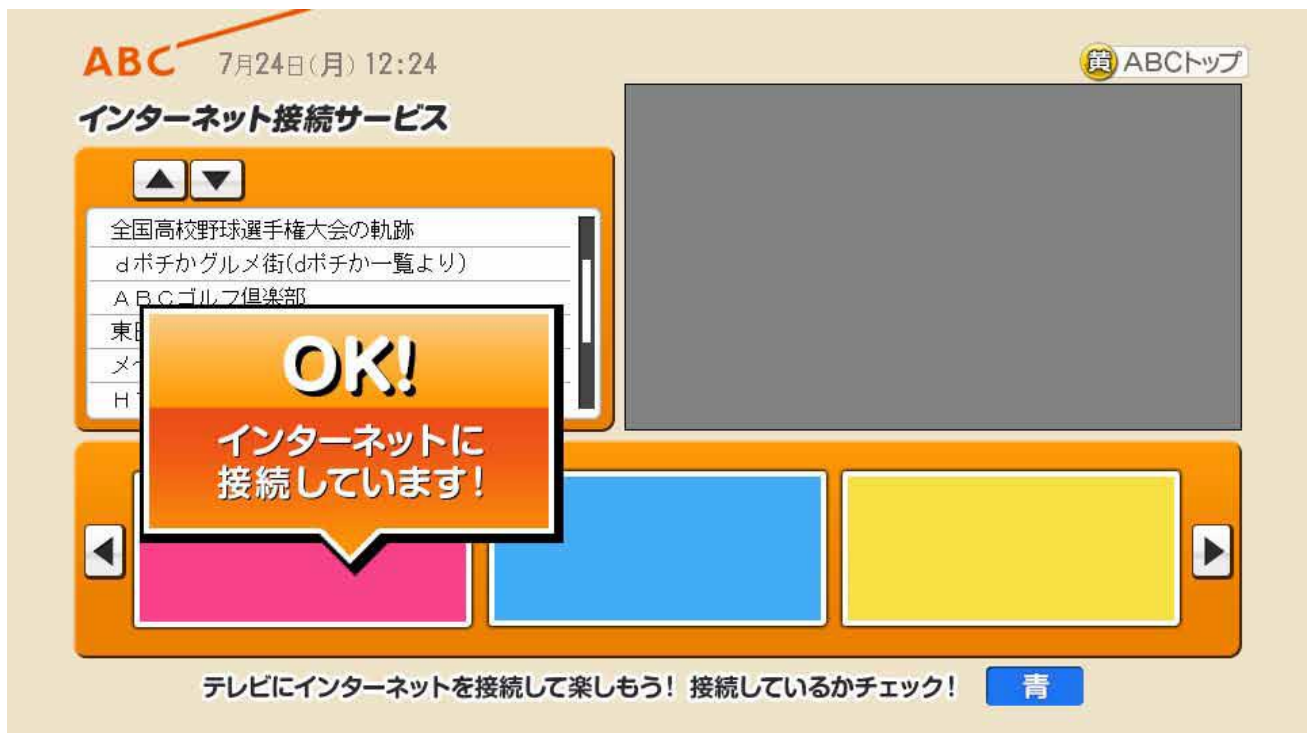 ABC
7月24日(月) 12:24
黄 ABCトップ
インターネット接続サービス
▲ ▼
全国高校野球選手権大会の軌跡
dポチかグルメ街(dポチか一覧より)
ABCゴルフ倶楽部
OK!
インターネットに
接続しています!
◀ ▶
テレビにインターネットを接続して楽しもう! 接続しているかチェック! 青